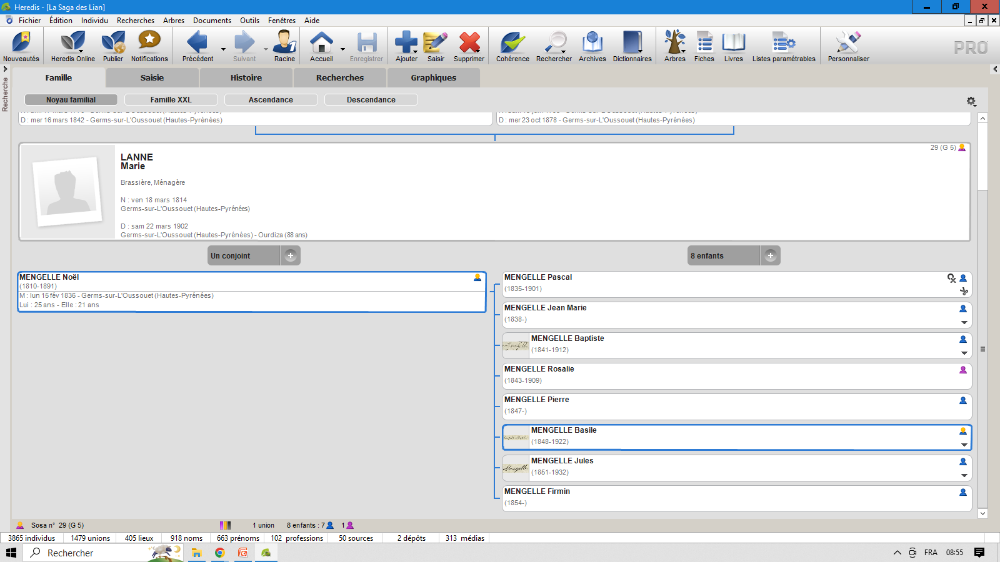 Heredis - [La Saga des Lian]
Fichier Édition Individu Recherches Arbres Documents Outils Fenêtres Aide
Nouveautés Heredis Online Publier Notifications Précédent Suivant Racine Accueil Enregistrer Ajouter Saisir Supprimer Cohérence Rechercher Archives Dictionnaires Arbres Fiches Livres Listes paramétrables Personnaliser
PRO
Recherche
Famille Saisie Histoire Recherches Graphiques
Noyau familial Famille XXL Ascendance Descendance
D : mer 16 mars 1842 - Germs-sur-L'Oussouet (Hautes-Pyrénées)
D : mer 23 oct 1878 - Germs-sur-L'Oussouet (Hautes-Pyrénées)
29 (G 5)
LANNE
Marie
Brassière, Ménagère
N : ven 18 mars 1814
Germs-sur-L'Oussouet (Hautes-Pyrénées)
D : sam 22 mars 1902
Germs-sur-L'Oussouet (Hautes-Pyrénées) - Ourdiza (88 ans)
Un conjoint
8 enfants
MENGELLE Noël
(1810-1891)
M : lun 15 fév 1836 - Germs-sur-L'Oussouet (Hautes-Pyrénées)
Lui : 25 ans - Elle : 21 ans
MENGELLE Pascal
(1835-1901)
MENGELLE Jean Marie
(1838-)
MENGELLE Baptiste
(1841-1912)
MENGELLE Rosalie
(1843-1909)
MENGELLE Pierre
(1847-)
MENGELLE Basile
(1848-1922)
MENGELLE Jules
(1851-1932)
MENGELLE Firmin
(1854-)
Sosa n° 29 (G 5) 1 union 8 enfants : 7 1
3865 individus 1479 unions 405 lieux 918 noms 663 prénoms 102 professions 50 sources 2 dépôts 313 médias
Rechercher FRA 08:55